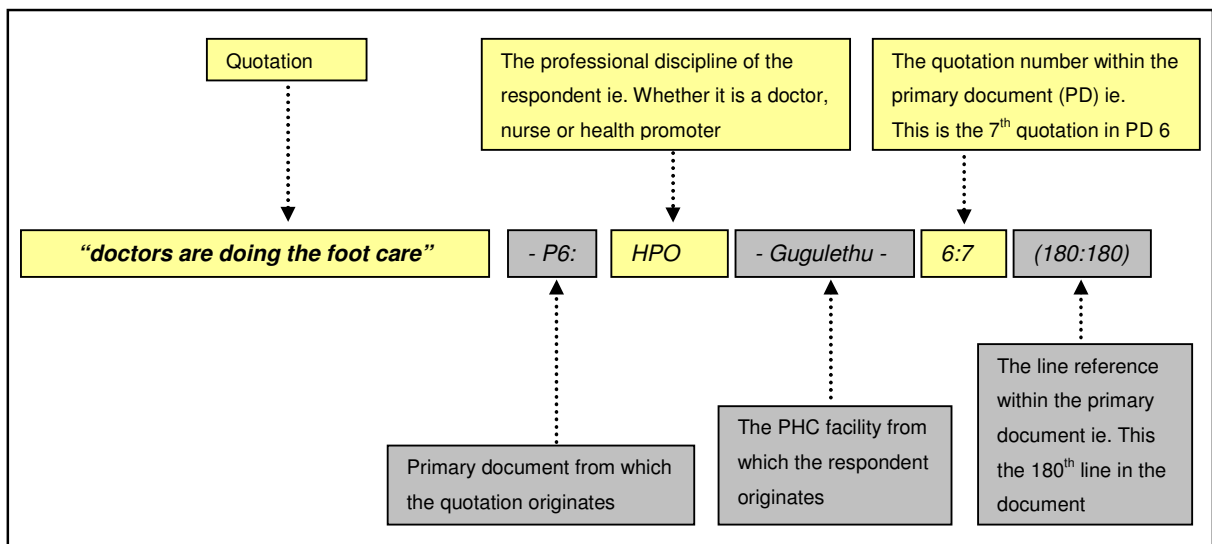 Quotation
The professional discipline of the
respondent ie. Whether it is a doctor,
nurse or health promoter
The quotation number within the
primary document (PD) ie.
This is the 7th quotation in PD 6
“doctors are doing the foot care”
- P6:
HPO
- Gugulethu -
6:7
(180:180)
Primary document from which
the quotation originates
The PHC facility from
which the respondent
originates
The line reference
within the primary
document ie. This
the 180th line in the
document